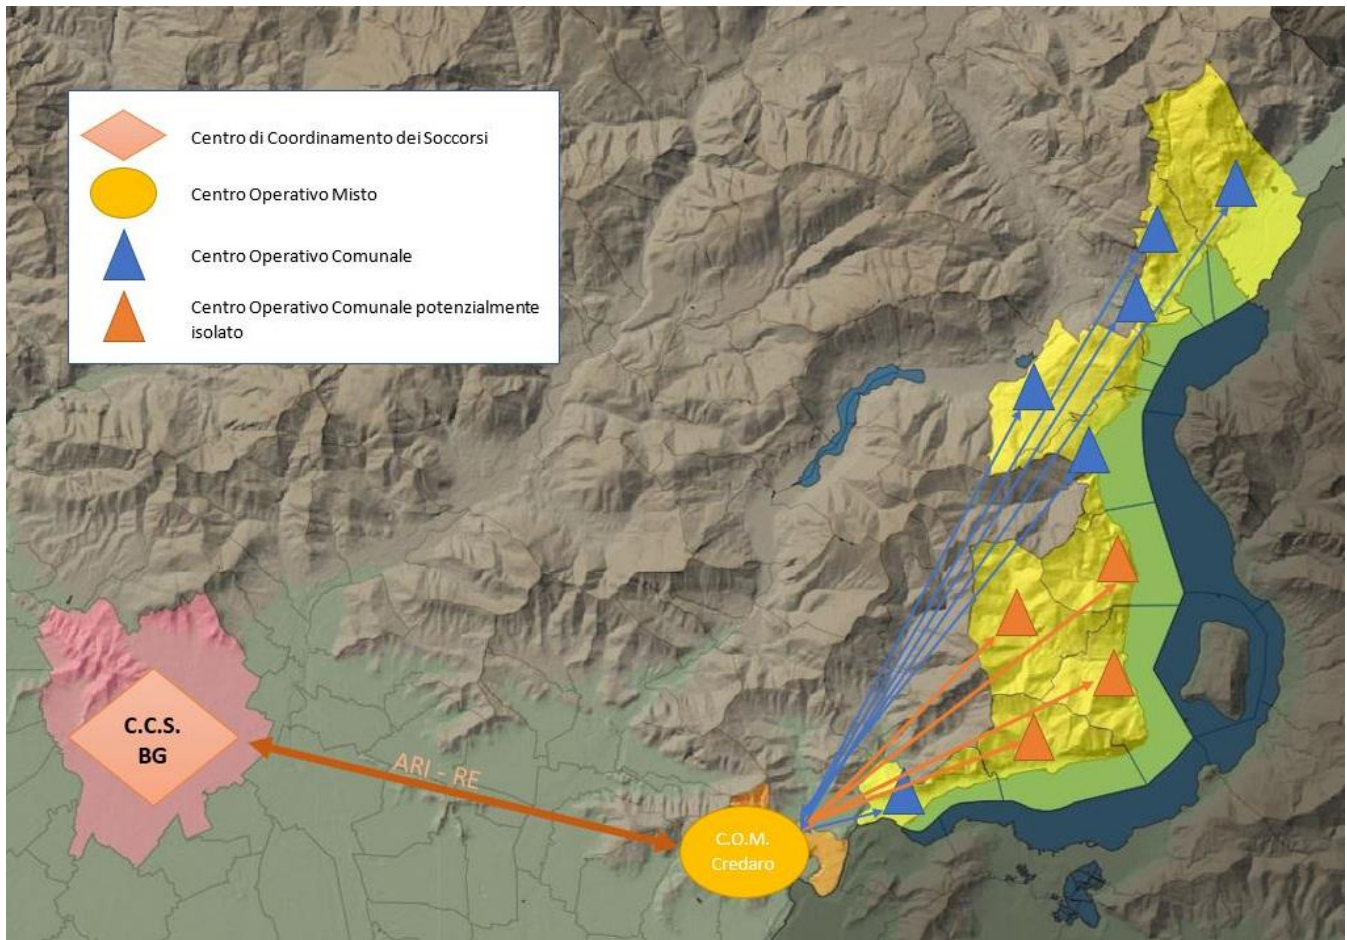 Centro di Coordinamento dei Soccorsi
Centro Operativo Misto
Centro Operativo Comunale
Centro Operativo Comunale potenzialmente
isolato
C.C.S.
BG
ARI - RE
C.O.M.
Credaro